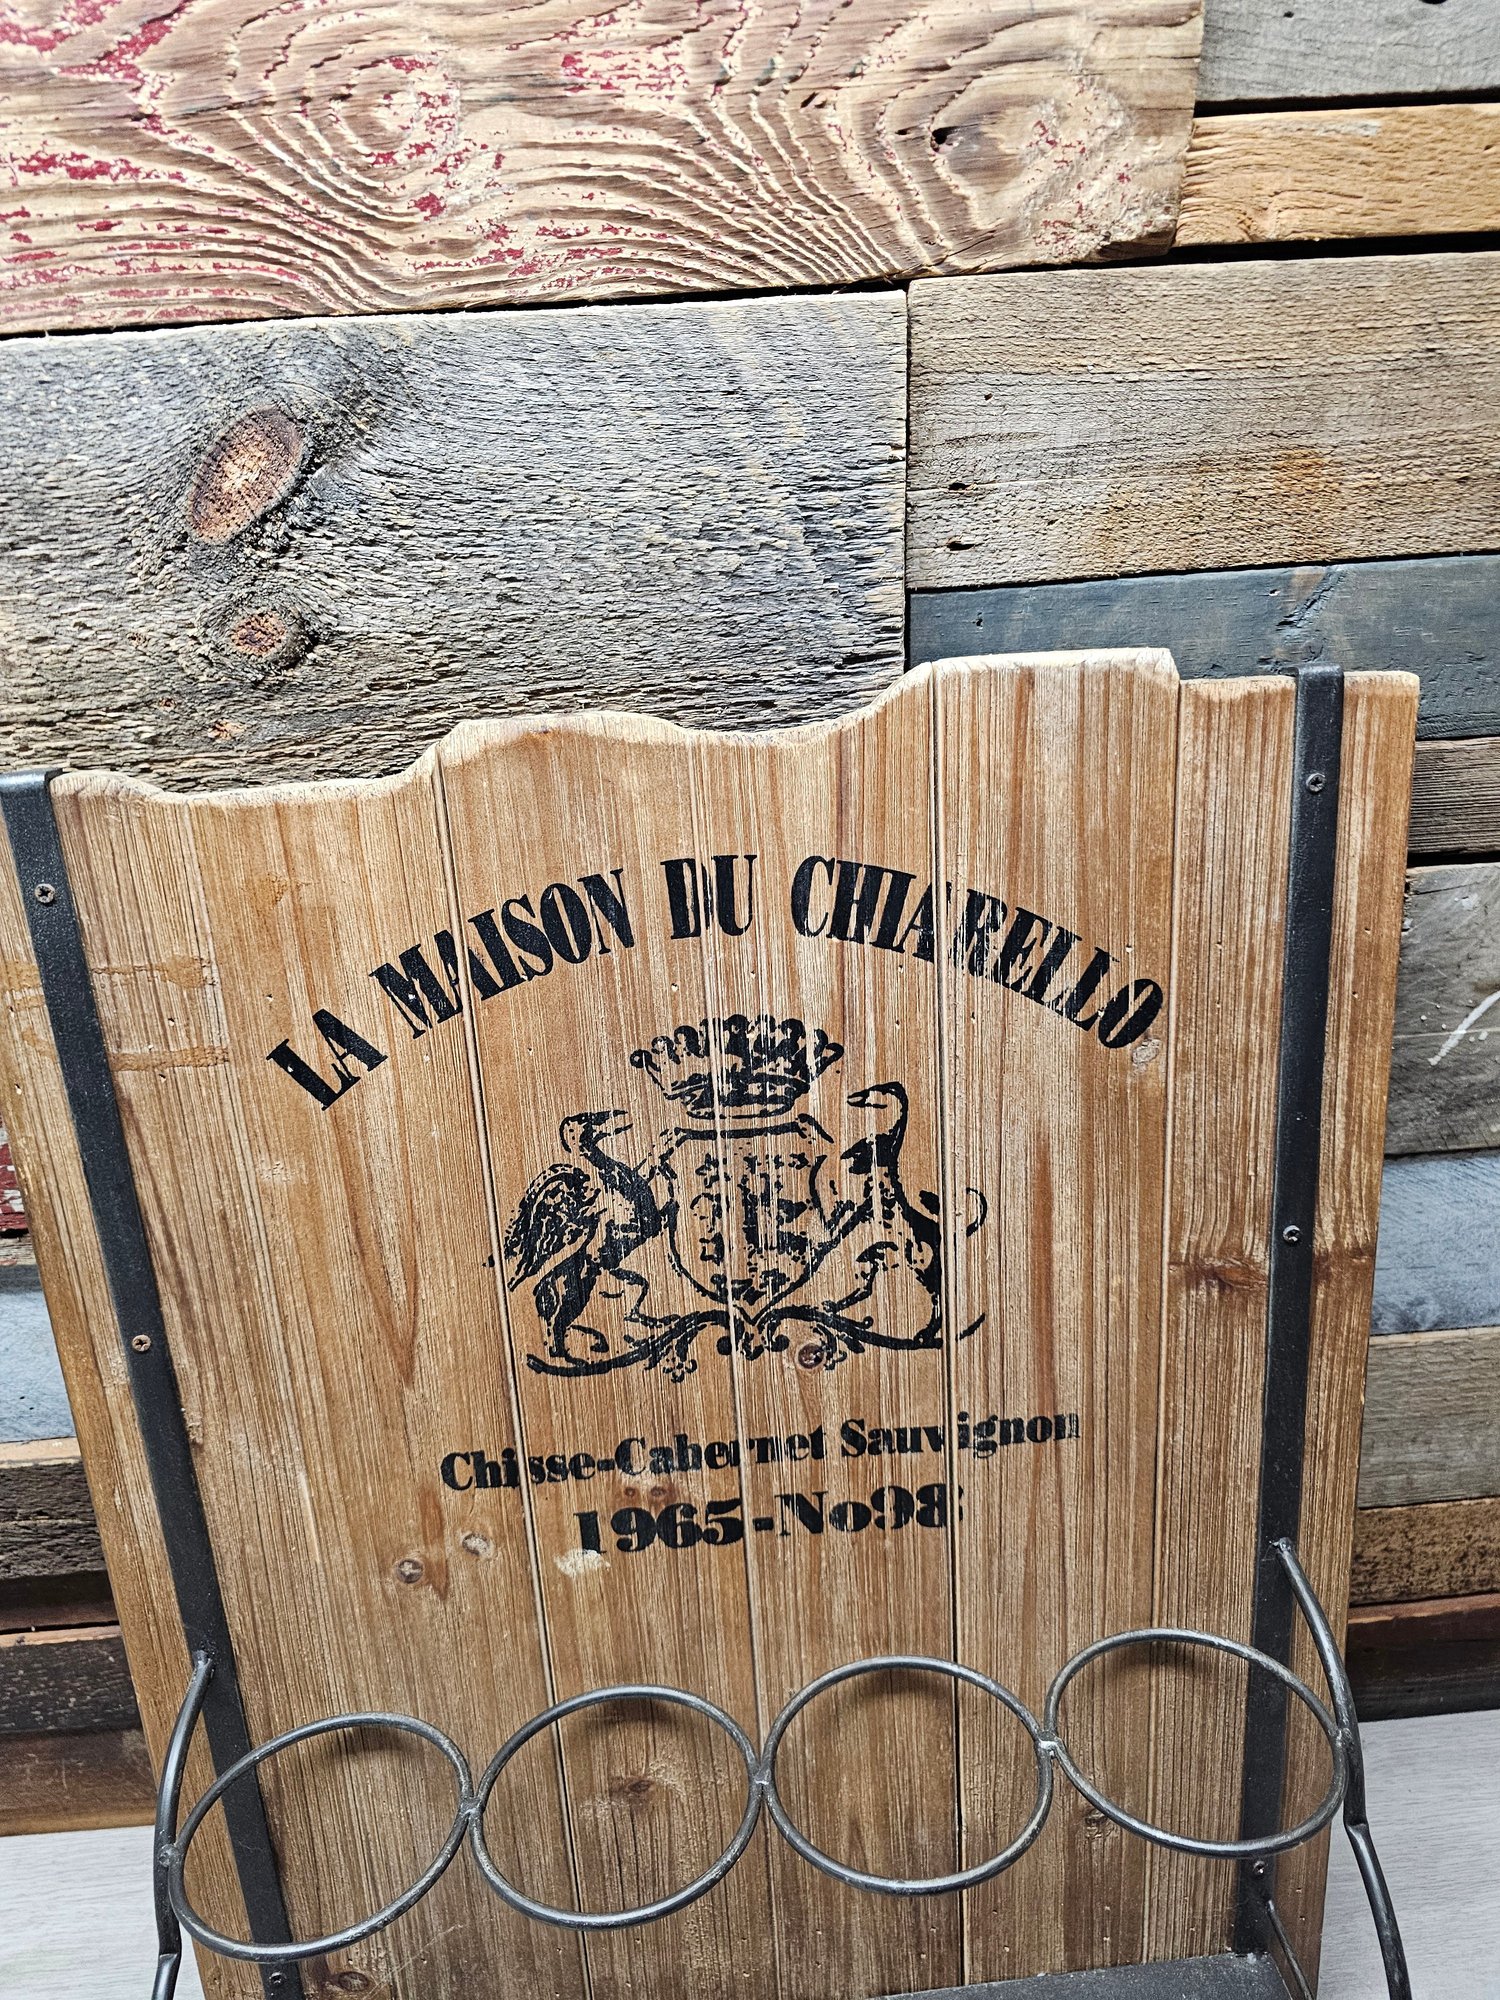 LA MAISON DU CHIARELLO
Chisse-Cabernet Sauvignon
1965-No98